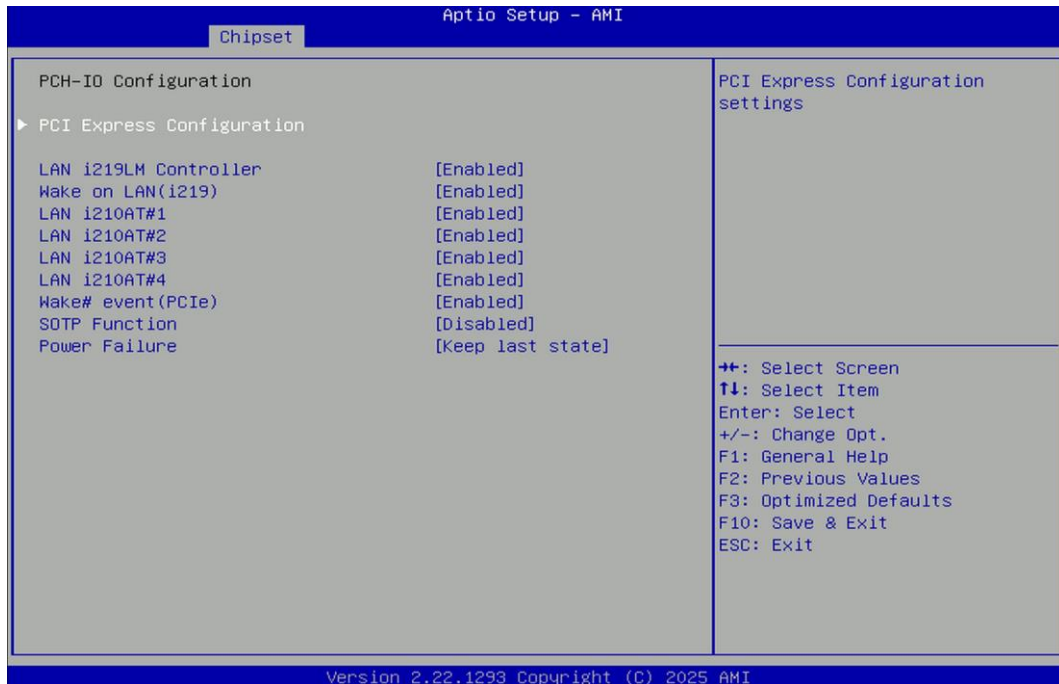 Aptio Setup – AMI
Chipset
PCH-IO Configuration
PCI Express Configuration
LAN i219LM Controller [Enabled]
Wake on LAN(i219) [Enabled]
LAN i210AT#1 [Enabled]
LAN i210AT#2 [Enabled]
LAN i210AT#3 [Enabled]
LAN i210AT#4 [Enabled]
Wake# event(PCIe) [Enabled]
SOTP Function [Disabled]
Power Failure [Keep last state]
PCI Express Configuration
settings
→←: Select Screen
↑↓: Select Item
Enter: Select
+/-: Change Opt.
F1: General Help
F2: Previous Values
F3: Optimized Defaults
F10: Save & Exit
ESC: Exit
Version 2.22.1293 Copyright (C) 2025 AMI